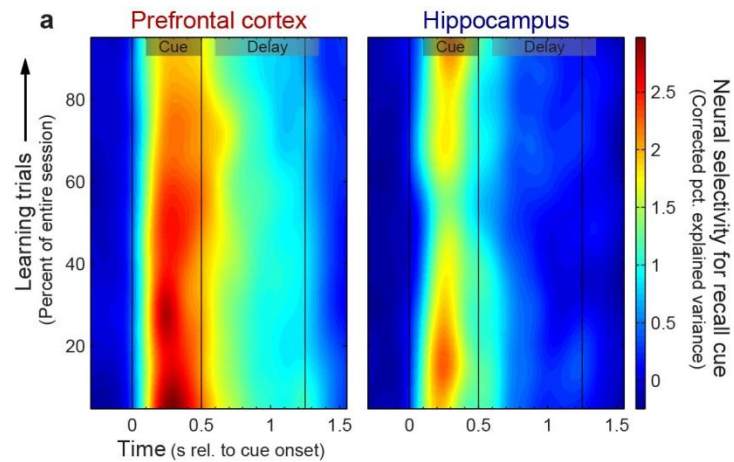 a
Prefrontal cortex
Hippocampus
Cue
Delay
Cue
Delay
80
60
40
20
Learning trials
(Percent of entire session)
0
0.5
1
1.5
0
0.5
1
1.5
Time (s rel. to cue onset)
2.5
2
1.5
1
0.5
0
Neural selectivity for recall cue
(Corrected pct. explained variance)